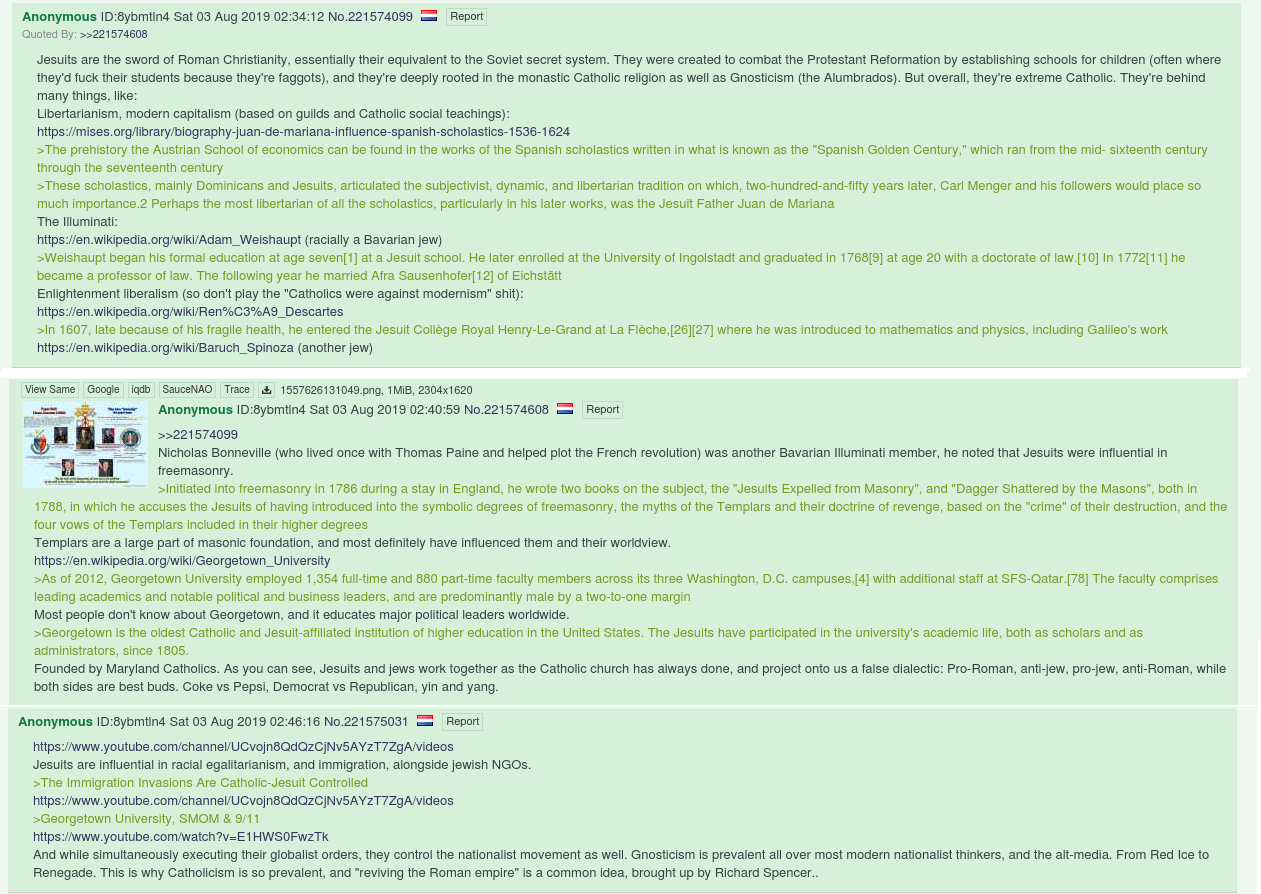 Anonymous ID:8ybmtln4 Sat 03 Aug 2019 02:34:12 No.221574099 Report
Quoted By: >>221574608
Jesuits are the sword of Roman Christianity, essentially their equivalent to the Soviet secret system. They were created to combat the Protestant Reformation by establishing schools for children (often where
they'd fuck their students because they're faggots), and they're deeply rooted in the monastic Catholic religion as well as Gnosticism (the Alumbrados). But overall, they're extreme Catholic. They're behind
many things, like:
Libertarianism, modern capitalism (based on guilds and Catholic social teachings):
https://mises.org/library/biography-juan-de-mariana-influence-spanish-scholastics-1536-1624
>The prehistory the Austrian School of economics can be found in the works of the Spanish scholastics written in what is known as the "Spanish Golden Century," which ran from the mid- sixteenth century
through the seventeenth century
>These scholastics, mainly Dominicans and Jesuits, articulated the subjectivist, dynamic, and libertarian tradition on which, two-hundred-and-fifty years later, Carl Menger and his followers would place so
much importance.2 Perhaps the most libertarian of all the scholastics, particularly in his later works, was the Jesuit Father Juan de Mariana
The Illuminati:
https://en.wikipedia.org/wiki/Adam_Weishaupt (racially a Bavarian jew)
>Weishaupt began his formal education at age seven[1] at a Jesuit school. He later enrolled at the University of Ingolstadt and graduated in 1768[9] at age 20 with a doctorate of law.[10] In 1772[11] he
became a professor of law. The following year he married Afra Sausenhofer[12] of Eichstätt
Enlightenment liberalism (so don't play the "Catholics were against modernism" shit):
https://en.wikipedia.org/wiki/Ren%C3%A9_Descartes
>In 1607, late because of his fragile health, he entered the Jesuit Collège Royal Henry-Le-Grand at La Flèche,[26][27] where he was introduced to mathematics and physics, including Galileo's work
https://en.wikipedia.org/wiki/Baruch_Spinoza (another jew)
View Same Google iqdb SauceNAO Trace 1557626131049.png, 1MiB, 2304x1620
Anonymous ID:8ybmtln4 Sat 03 Aug 2019 02:40:59 No.221574608 Report
>>221574099
Nicholas Bonneville (who lived once with Thomas Paine and helped plot the French revolution) was another Bavarian Illuminati member, he noted that Jesuits were influential in
freemasonry.
>Initiated into freemasonry in 1786 during a stay in England, he wrote two books on the subject, the "Jesuits Expelled from Masonry", and "Dagger Shattered by the Masons", both in
1788, in which he accuses the Jesuits of having introduced into the symbolic degrees of freemasonry, the myths of the Templars and their doctrine of revenge, based on the "crime" of their destruction, and the
four vows of the Templars included in their higher degrees
Templars are a large part of masonic foundation, and most definitely have influenced them and their worldview.
https://en.wikipedia.org/wiki/Georgetown_University
>As of 2012, Georgetown University employed 1,354 full-time and 880 part-time faculty members across its three Washington, D.C. campuses,[4] with additional staff at SFS-Qatar.[78] The faculty comprises
leading academics and notable political and business leaders, and are predominantly male by a two-to-one margin
Most people don't know about Georgetown, and it educates major political leaders worldwide.
>Georgetown is the oldest Catholic and Jesuit-affiliated institution of higher education in the United States. The Jesuits have participated in the university's academic life, both as scholars and as
administrators, since 1805.
Founded by Maryland Catholics. As you can see, Jesuits and jews work together as the Catholic church has always done, and project onto us a false dialectic: Pro-Roman, anti-jew, pro-jew, anti-Roman, while
both sides are best buds. Coke vs Pepsi, Democrat vs Republican, yin and yang.
Anonymous ID:8ybmtln4 Sat 03 Aug 2019 02:46:16 No.221575031 Report
https://www.youtube.com/channel/UCvojn8QdQzCjNv5AYzT7ZgA/videos
Jesuits are influential in racial egalitarianism, and immigration, alongside jewish NGOs.
>The Immigration Invasions Are Catholic-Jesuit Controlled
https://www.youtube.com/channel/UCvojn8QdQzCjNv5AYzT7ZgA/videos
>Georgetown University, SMOM & 9/11
https://www.youtube.com/watch?v=E1HWS0FwzTk
And while simultaneously executing their globalist orders, they control the nationalist movement as well. Gnosticism is prevalent all over most modern nationalist thinkers, and the alt-media. From Red Ice to
Renegade. This is why Catholicism is so prevalent, and "reviving the Roman empire" is a common idea, brought up by Richard Spencer..